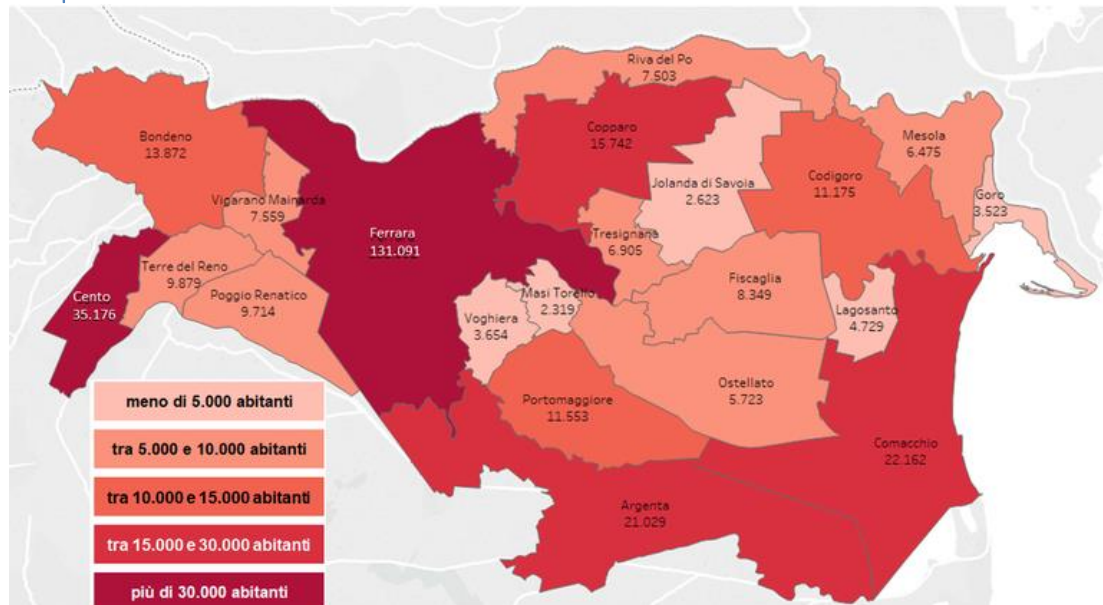 Riva del Po
7.503
Bondeno
13.872
Copparo
15.742
Mesola
6.475
Codigoro
11.175
Jolanda di Savoia
2.623
Goro
3.523
Vigarano Mainarda
7.559
Ferrara
131.091
Tresignana
6.905
Terre del Reno
9.879
Fiscaglia
8.349
Cento
35.176
Poggio Renatico
9.714
Masi Torello
2.319
Lagosanto
4.729
Voghiera
3.654
Ostellato
5.723
Portomaggiore
11.553
Comacchio
22.162
Argenta
21.029
meno di 5.000 abitanti
tra 5.000 e 10.000 abitanti
tra 10.000 e 15.000 abitanti
tra 15.000 e 30.000 abitanti
più di 30.000 abitanti